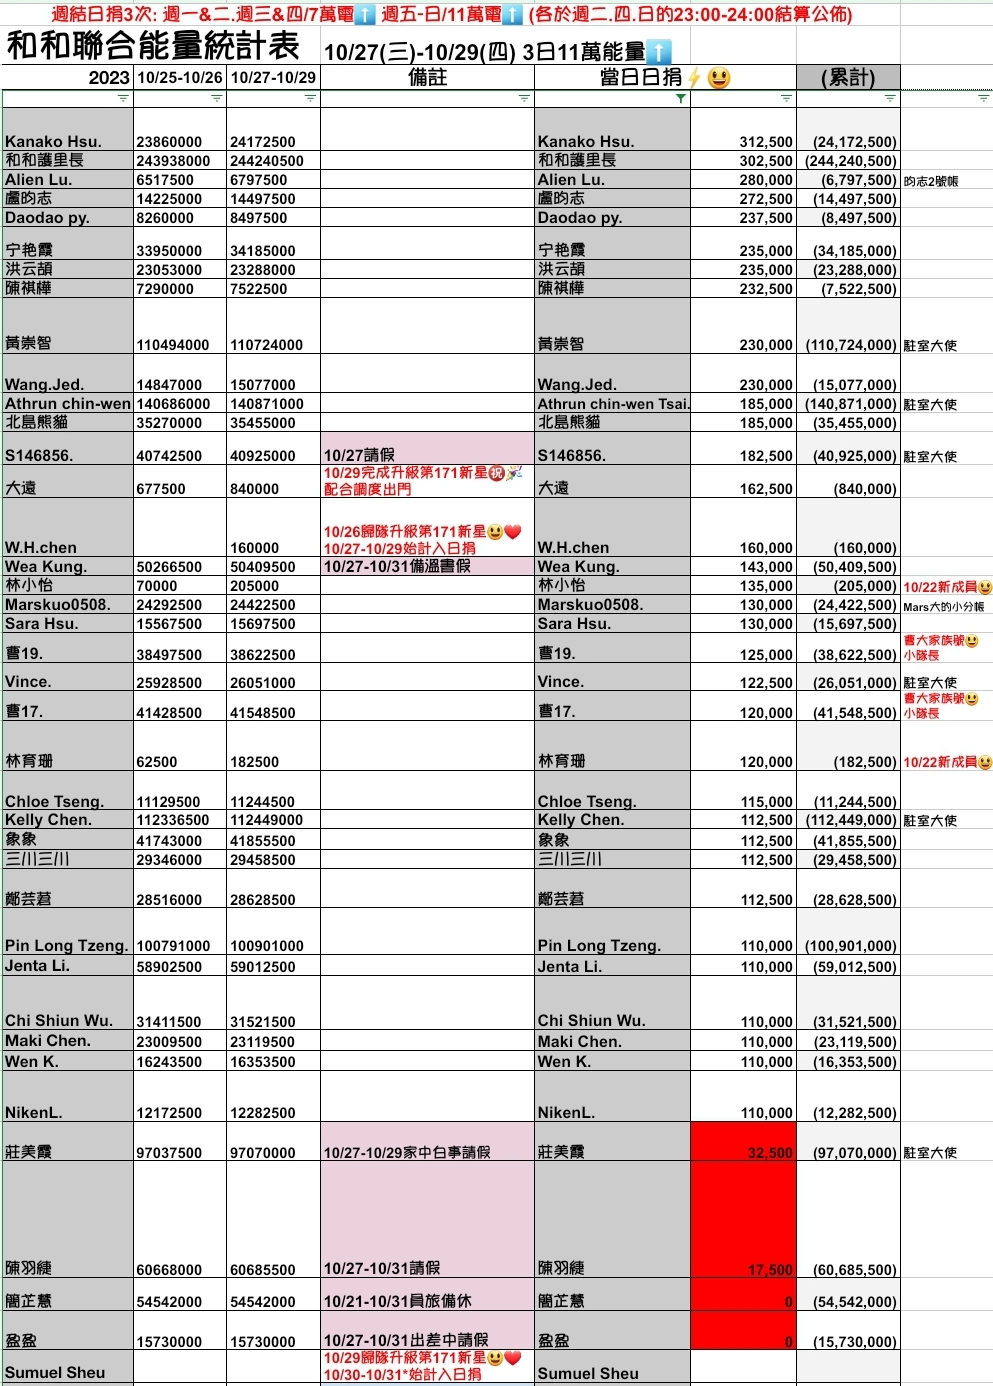 週結日捐3次: 週一&二.週三&四/7萬電⬆️ 週五-日/11萬電⬆️ (各於週二.四.日的23:00-24:00結算公佈)
和和聯合能量統計表 10/27(三)-10/29(四) 3日11萬能量⬆️
2023 10/25-10/26 10/27-10/29 備註 當日日捐⚡😃 (累計)
Kanako Hsu. 23860000 24172500 Kanako Hsu. 312,500 (24,172,500)
和和護里長 243938000 244240500 和和護里長 302,500 (244,240,500)
Alien Lu. 6517500 6797500 Alien Lu. 280,000 (6,797,500) 昀志2號帳
盧昀志 14225000 14497500 盧昀志 272,500 (14,497,500)
Daodao py. 8260000 8497500 Daodao py. 237,500 (8,497,500)
宁艳霞 33950000 34185000 宁艳霞 235,000 (34,185,000)
洪云頡 23053000 23288000 洪云頡 235,000 (23,288,000)
陳祺樺 7290000 7522500 陳祺樺 232,500 (7,522,500)
黃崇智 110494000 110724000 黃崇智 230,000 (110,724,000) 駐室大使
Wang.Jed. 14847000 15077000 Wang.Jed. 230,000 (15,077,000)
Athrun chin-wen 140686000 140871000 Athrun chin-wen Tsai. 185,000 (140,871,000) 駐室大使
北島熊貓 35270000 35455000 北島熊貓 185,000 (35,455,000)
S146856. 40742500 40925000 10/27請假 S146856. 182,500 (40,925,000) 駐室大使
10/29完成升級第171新星㊗️🎉
大遠 677500 840000 配合調度出門 大遠 162,500 (840,000)
10/26歸隊升級第171新星😃❤️
W.H.chen 160000 10/27-10/29始計入日捐 W.H.chen 160,000 (160,000)
Wea Kung. 50266500 50409500 10/27-10/31備溫書假 Wea Kung. 143,000 (50,409,500)
林小怡 70000 205000 林小怡 135,000 (205,000) 10/22新成員😃
Marskuo0508. 24292500 24422500 Marskuo0508. 130,000 (24,422,500) Mars大的小分帳
Sara Hsu. 15567500 15697500 Sara Hsu. 130,000 (15,697,500)
曹大家族號😃
曹19. 38497500 38622500 曹19. 125,000 (38,622,500) 小隊長
Vince. 25928500 26051000 Vince. 122,500 (26,051,000) 駐室大使
曹大家族號😃
曹17. 41428500 41548500 曹17. 120,000 (41,548,500) 小隊長
林育珊 62500 182500 林育珊 120,000 (182,500) 10/22新成員😃
Chloe Tseng. 11129500 11244500 Chloe Tseng. 115,000 (11,244,500)
Kelly Chen. 112336500 112449000 Kelly Chen. 112,500 (112,449,000) 駐室大使
象象 41743000 41855500 象象 112,500 (41,855,500)
三川三川 29346000 29458500 三川三川 112,500 (29,458,500)
鄭芸莙 28516000 28628500 鄭芸莙 112,500 (28,628,500)
Pin Long Tzeng. 100791000 100901000 Pin Long Tzeng. 110,000 (100,901,000)
Jenta Li. 58902500 59012500 Jenta Li. 110,000 (59,012,500)
Chi Shiun Wu. 31411500 31521500 Chi Shiun Wu. 110,000 (31,521,500)
Maki Chen. 23009500 23119500 Maki Chen. 110,000 (23,119,500)
Wen K. 16243500 16353500 Wen K. 110,000 (16,353,500)
NikenL. 12172500 12282500 NikenL. 110,000 (12,282,500)
莊美霞 97037500 97070000 10/27-10/29家中白事請假 莊美霞 32,500 (97,070,000) 駐室大使
陳羽緁 60668000 60685500 10/27-10/31請假 陳羽緁 17,500 (60,685,500)
簡芷慧 54542000 54542000 10/21-10/31員旅備休 簡芷慧 0 (54,542,000)
盈盈 15730000 15730000 10/27-10/31出差中請假 盈盈 0 (15,730,000)
10/29歸隊升級第171新星😃❤️
Sumuel Sheu 10/30-10/31*始計入日捐 Sumuel Sheu